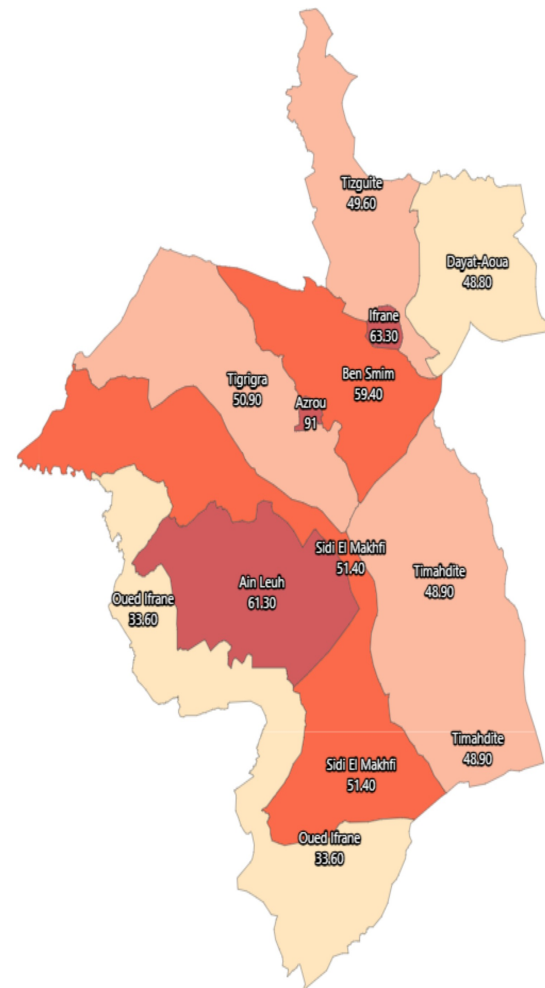 Tizguite
49.60
Dayat-Aoua
48.80
Ifrane
63.30
Ben Smim
59.40
Tigrigra
50.90
Azrou
91
Sidi El Makhfi
51.40
Timahdite
48.90
Ain Leuh
61.30
Oued Ifrane
33.60
Timahdite
48.90
Sidi El Makhfi
51.40
Oued Ifrane
33.60